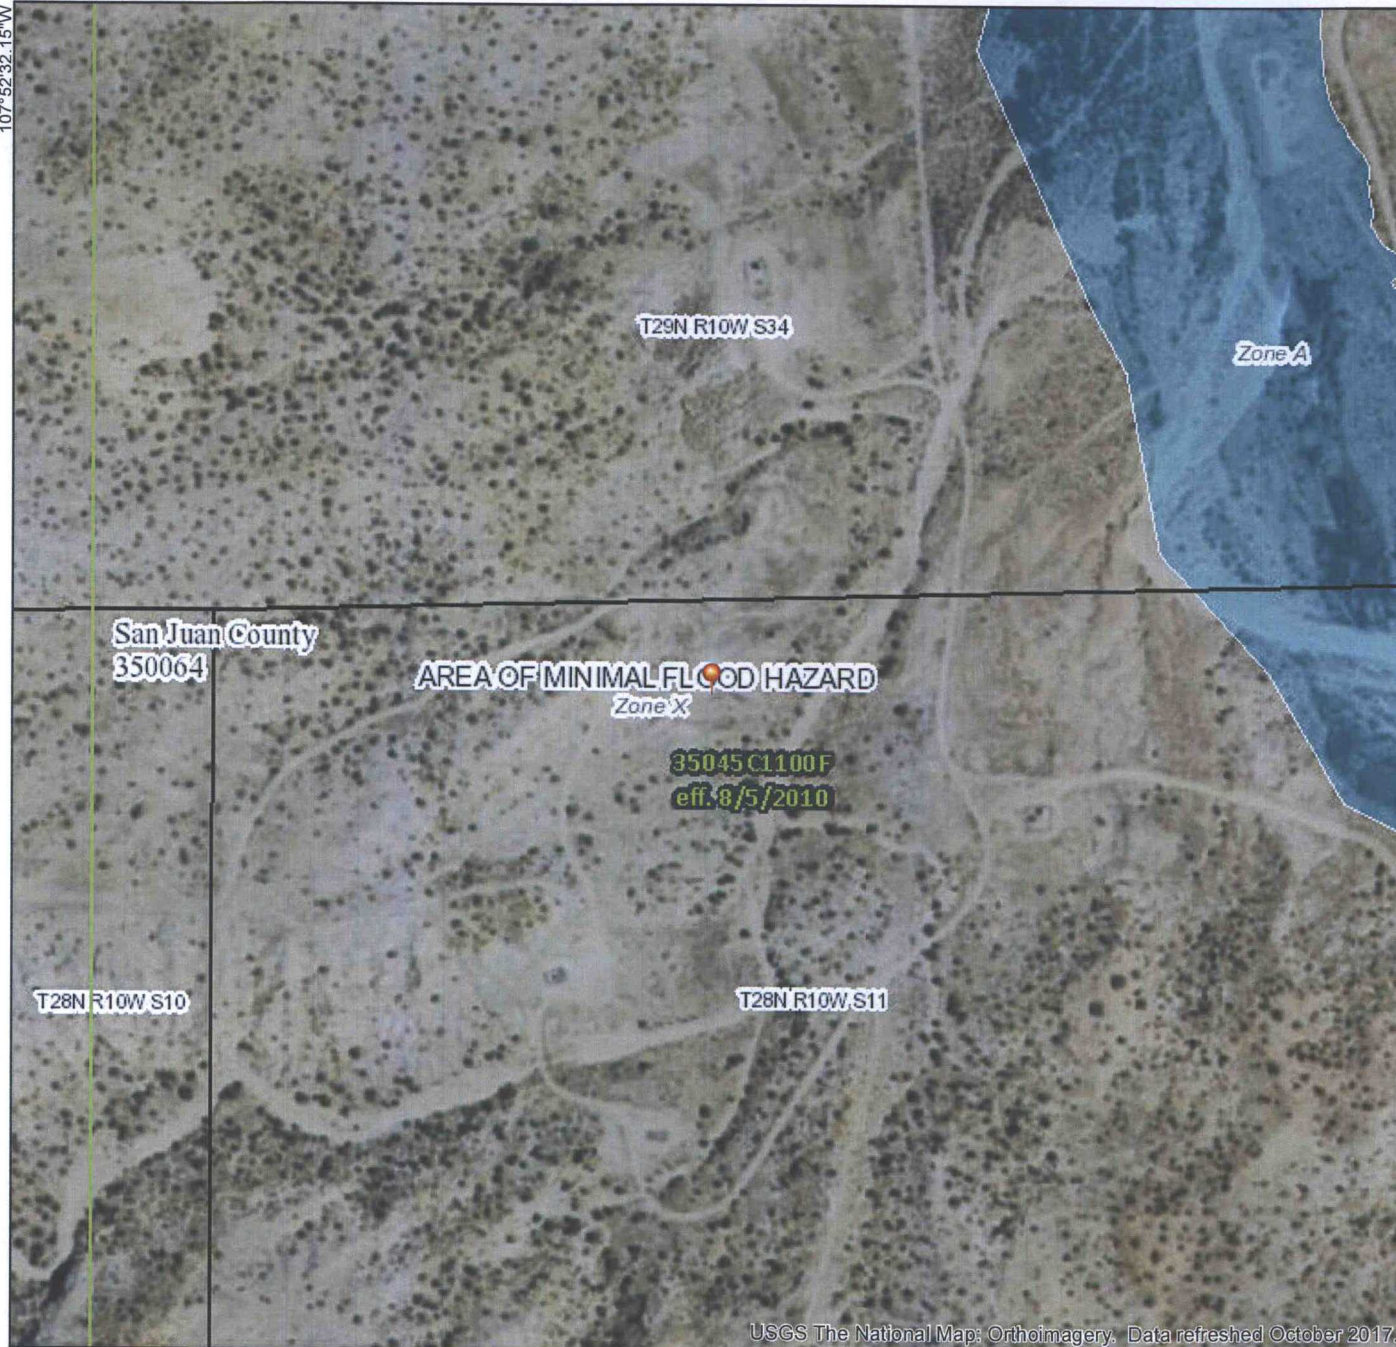 107°52'32.15"W
T29N R10W S34
Zone A
San Juan County
350064
AREA OF MINIMAL FLOOD HAZARD
Zone X
35045C1100F
eff. 8/5/2010
T28N R10W S10
T28N R10W S11
USGS The National Map: Orthoimagery. Data refreshed October 2017.